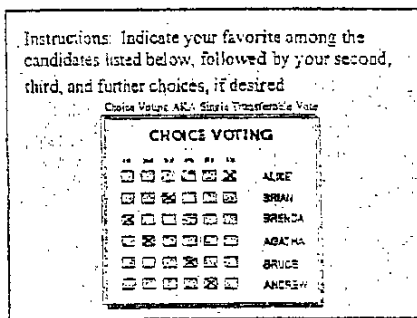 Instructions: Indicate your favorite among the
candidates listed below, followed by your second,
third, and further choices, if desired
Choice Voting AKA Single Transferable Vote
CHOICE VOTING
ALICE
BRIAN
BRENDA
AGATHA
BRUCE
ANDREW